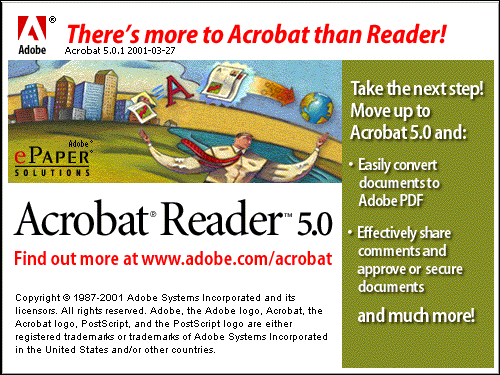 Adobe
There's more to Acrobat than Reader!
Acrobat 5.0.1 2001-03-27
A
Adobe®
ePAPER®
SOLUTIONS
Acrobat® Reader™ 5.0
Find out more at www.adobe.com/acrobat
Copyright © 1987-2001 Adobe Systems Incorporated and its
licensors. All rights reserved. Adobe, the Adobe logo, Acrobat, the
Acrobat logo, PostScript, and the PostScript logo are either
registered trademarks or trademarks of Adobe Systems Incorporated
in the United States and/or other countries.
Take the next step!
Move up to
Acrobat 5.0 and:
• Easily convert
documents to
Adobe PDF
• Effectively share
comments and
approve or secure
documents
and much more!